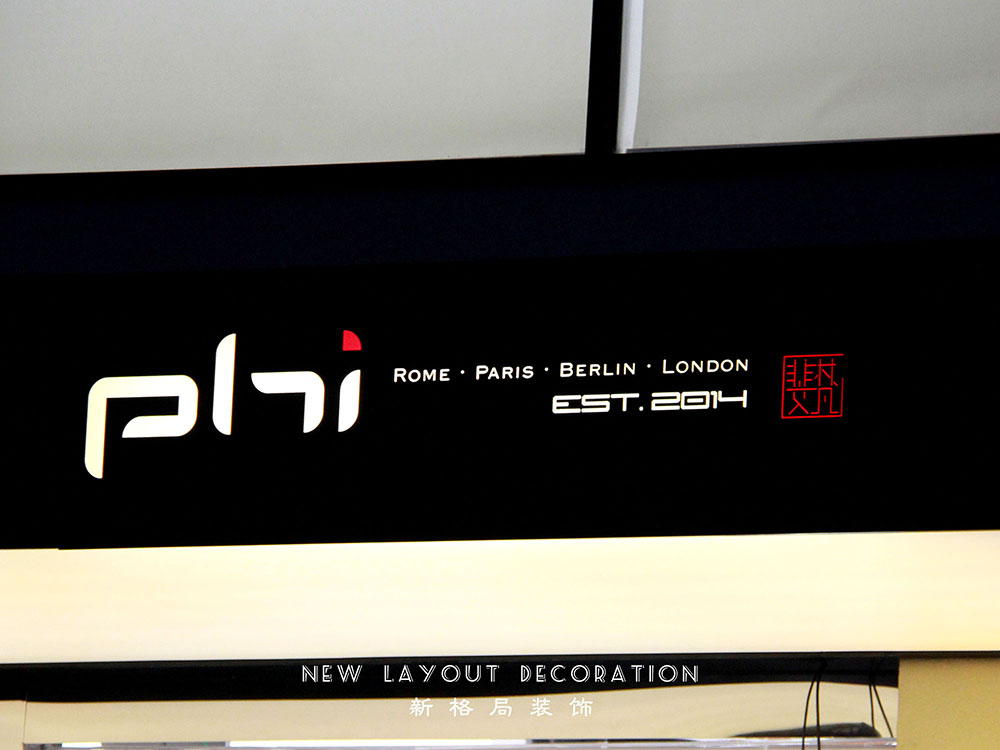 phi
ROME · PARIS · BERLIN · LONDON
EST. 2014
NEW LAYOUT DECORATION
新格局装饰